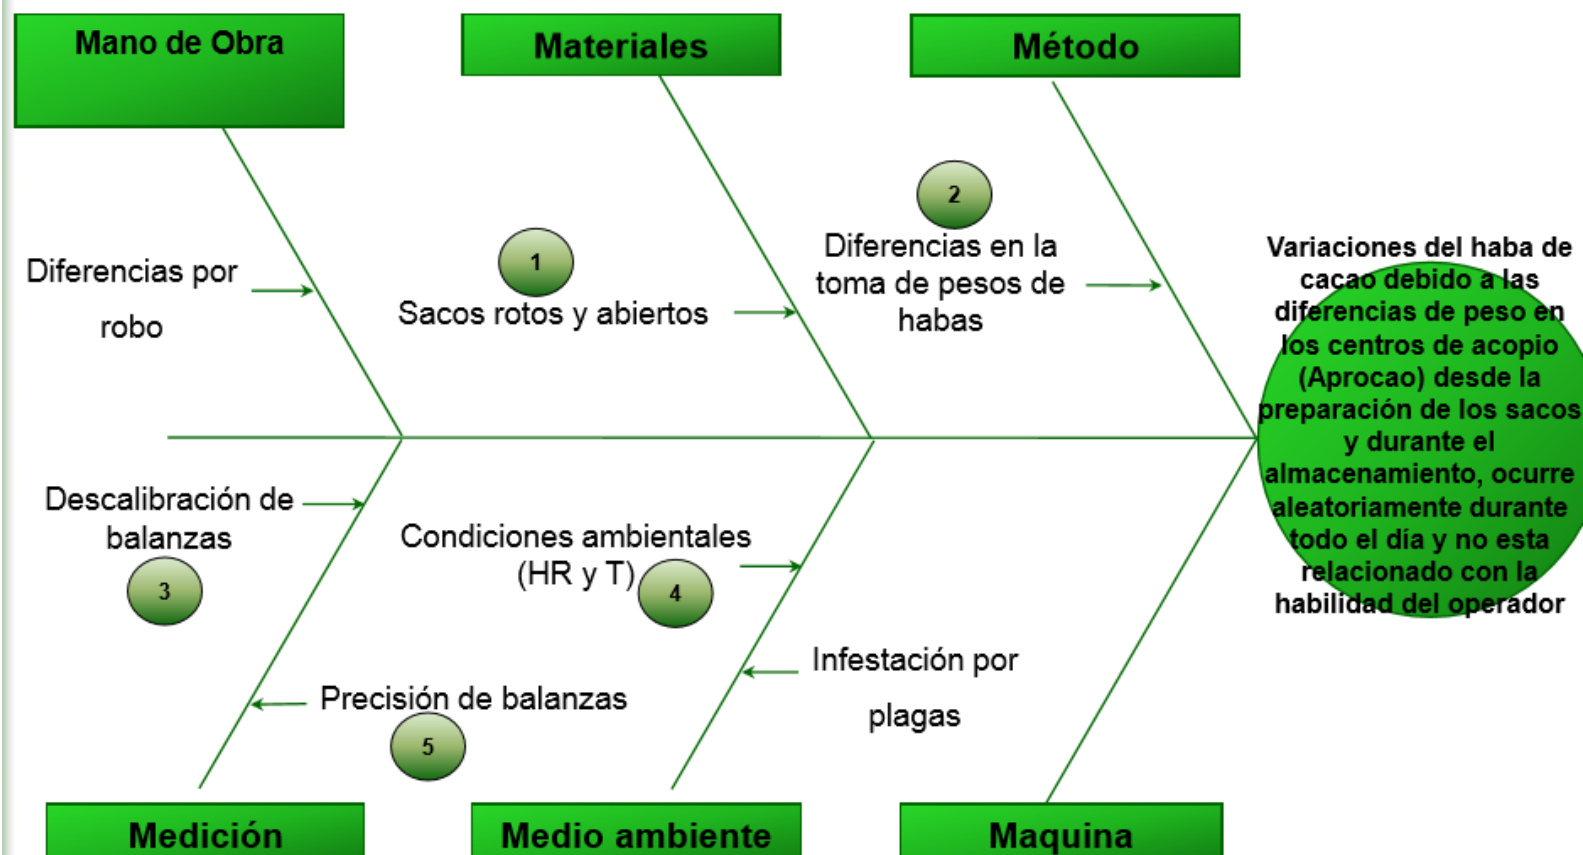 Mano de Obra
Materiales
Método
2
Diferencias en la
toma de pesos de
habas
1
Sacos rotos y abiertos
Diferencias por
robo
Variaciones del haba de
cacao debido a las
diferencias de peso en
los centros de acopio
(Aprocao) desde la
preparación de los sacos
y durante el
almacenamiento, ocurre
aleatoriamente durante
todo el día y no esta
relacionado con la
habilidad del operador
Descalibración de
balanzas
3
Condiciones ambientales
(HR y T)
4
Infestación por
plagas
Precisión de balanzas
5
Medición
Medio ambiente
Maquina